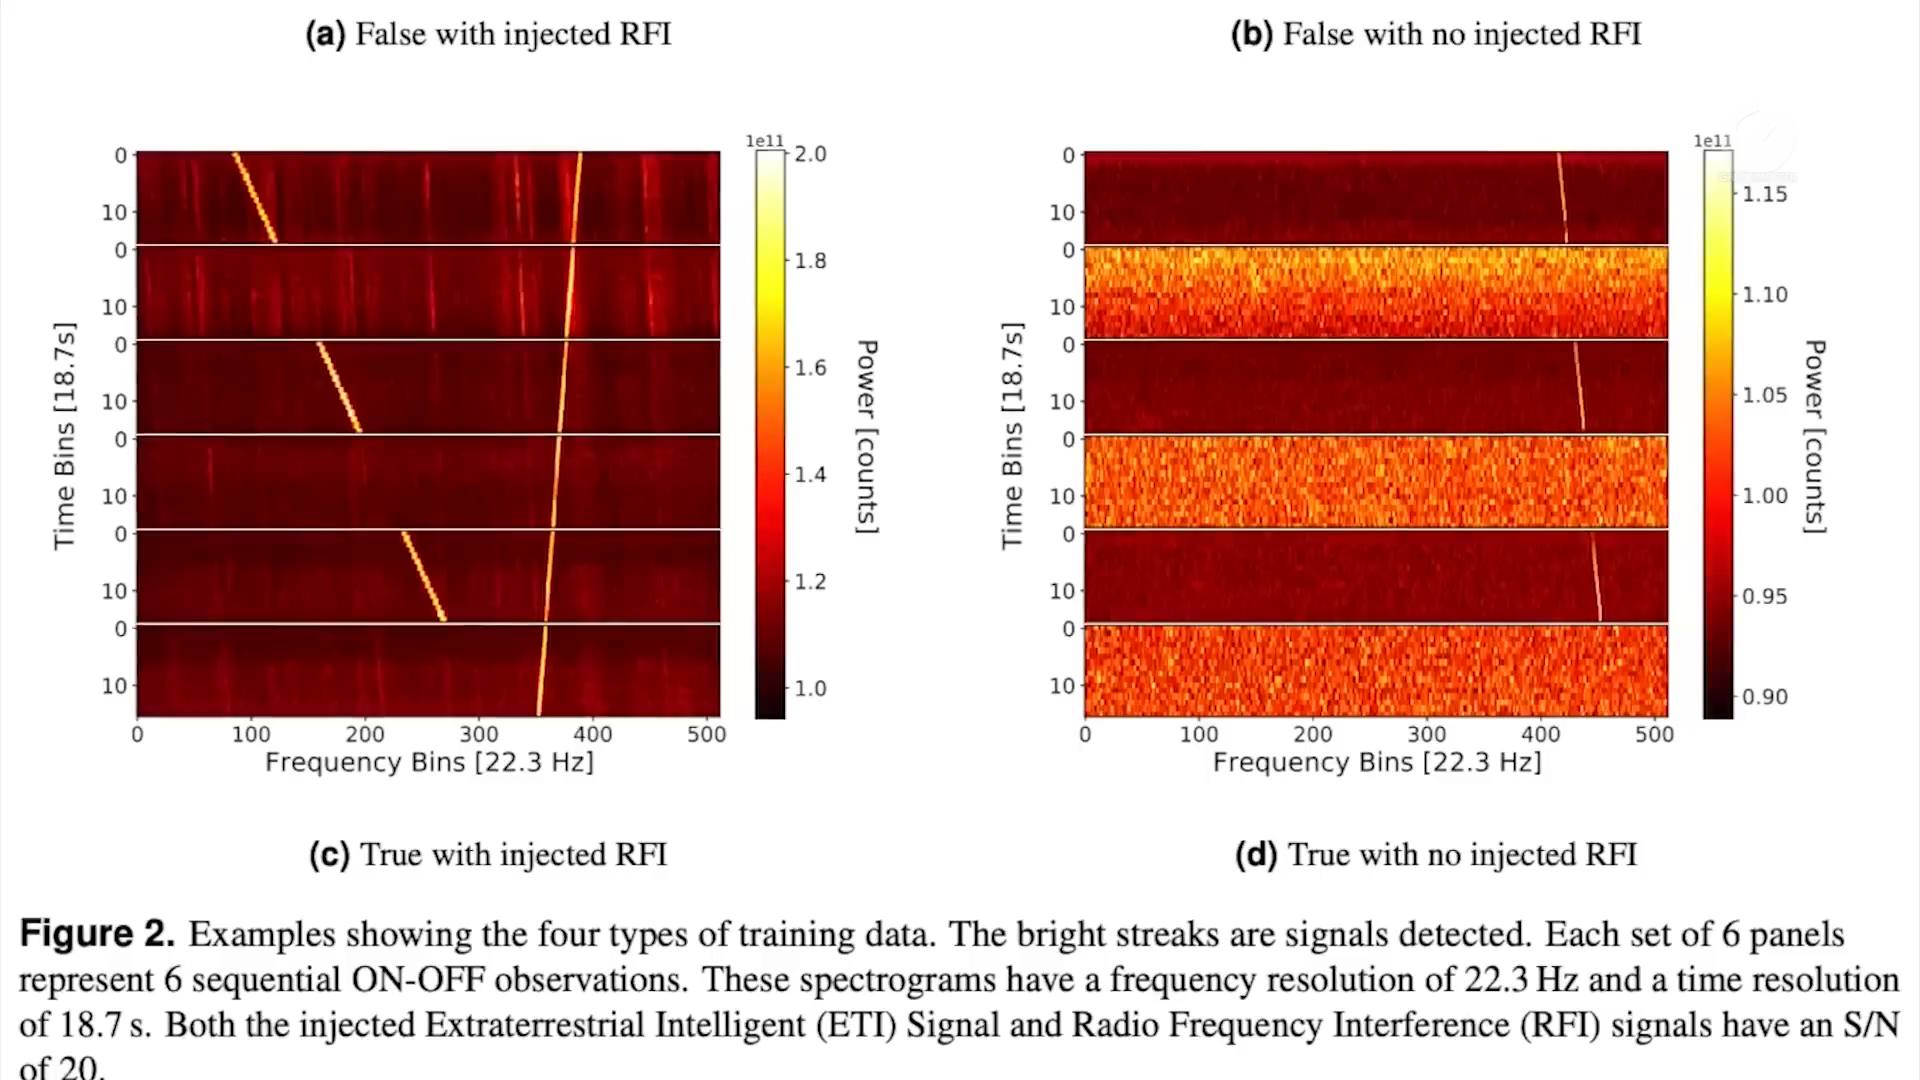 (a) False with injected RFI
(b) False with no injected RFI
1e11
0
10
0
10
0
10
0
10
0
10
0
10
Time Bins [18.7s]
0 100 200 300 400 500
Frequency Bins [22.3 Hz]
2.0
1.8
1.6
1.4
1.2
1.0
Power [counts]
1e11
0
10
0
10
0
10
0
10
0
10
0
10
Time Bins [18.7s]
0 100 200 300 400 500
Frequency Bins [22.3 Hz]
1.15
1.10
1.05
1.00
0.95
0.90
Power [counts]
(c) True with injected RFI
(d) True with no injected RFI
Figure 2. Examples showing the four types of training data. The bright streaks are signals detected. Each set of 6 panels
represent 6 sequential ON-OFF observations. These spectrograms have a frequency resolution of 22.3 Hz and a time resolution
of 18.7 s. Both the injected Extraterrestrial Intelligent (ETI) Signal and Radio Frequency Interference (RFI) signals have an S/N
of 20.